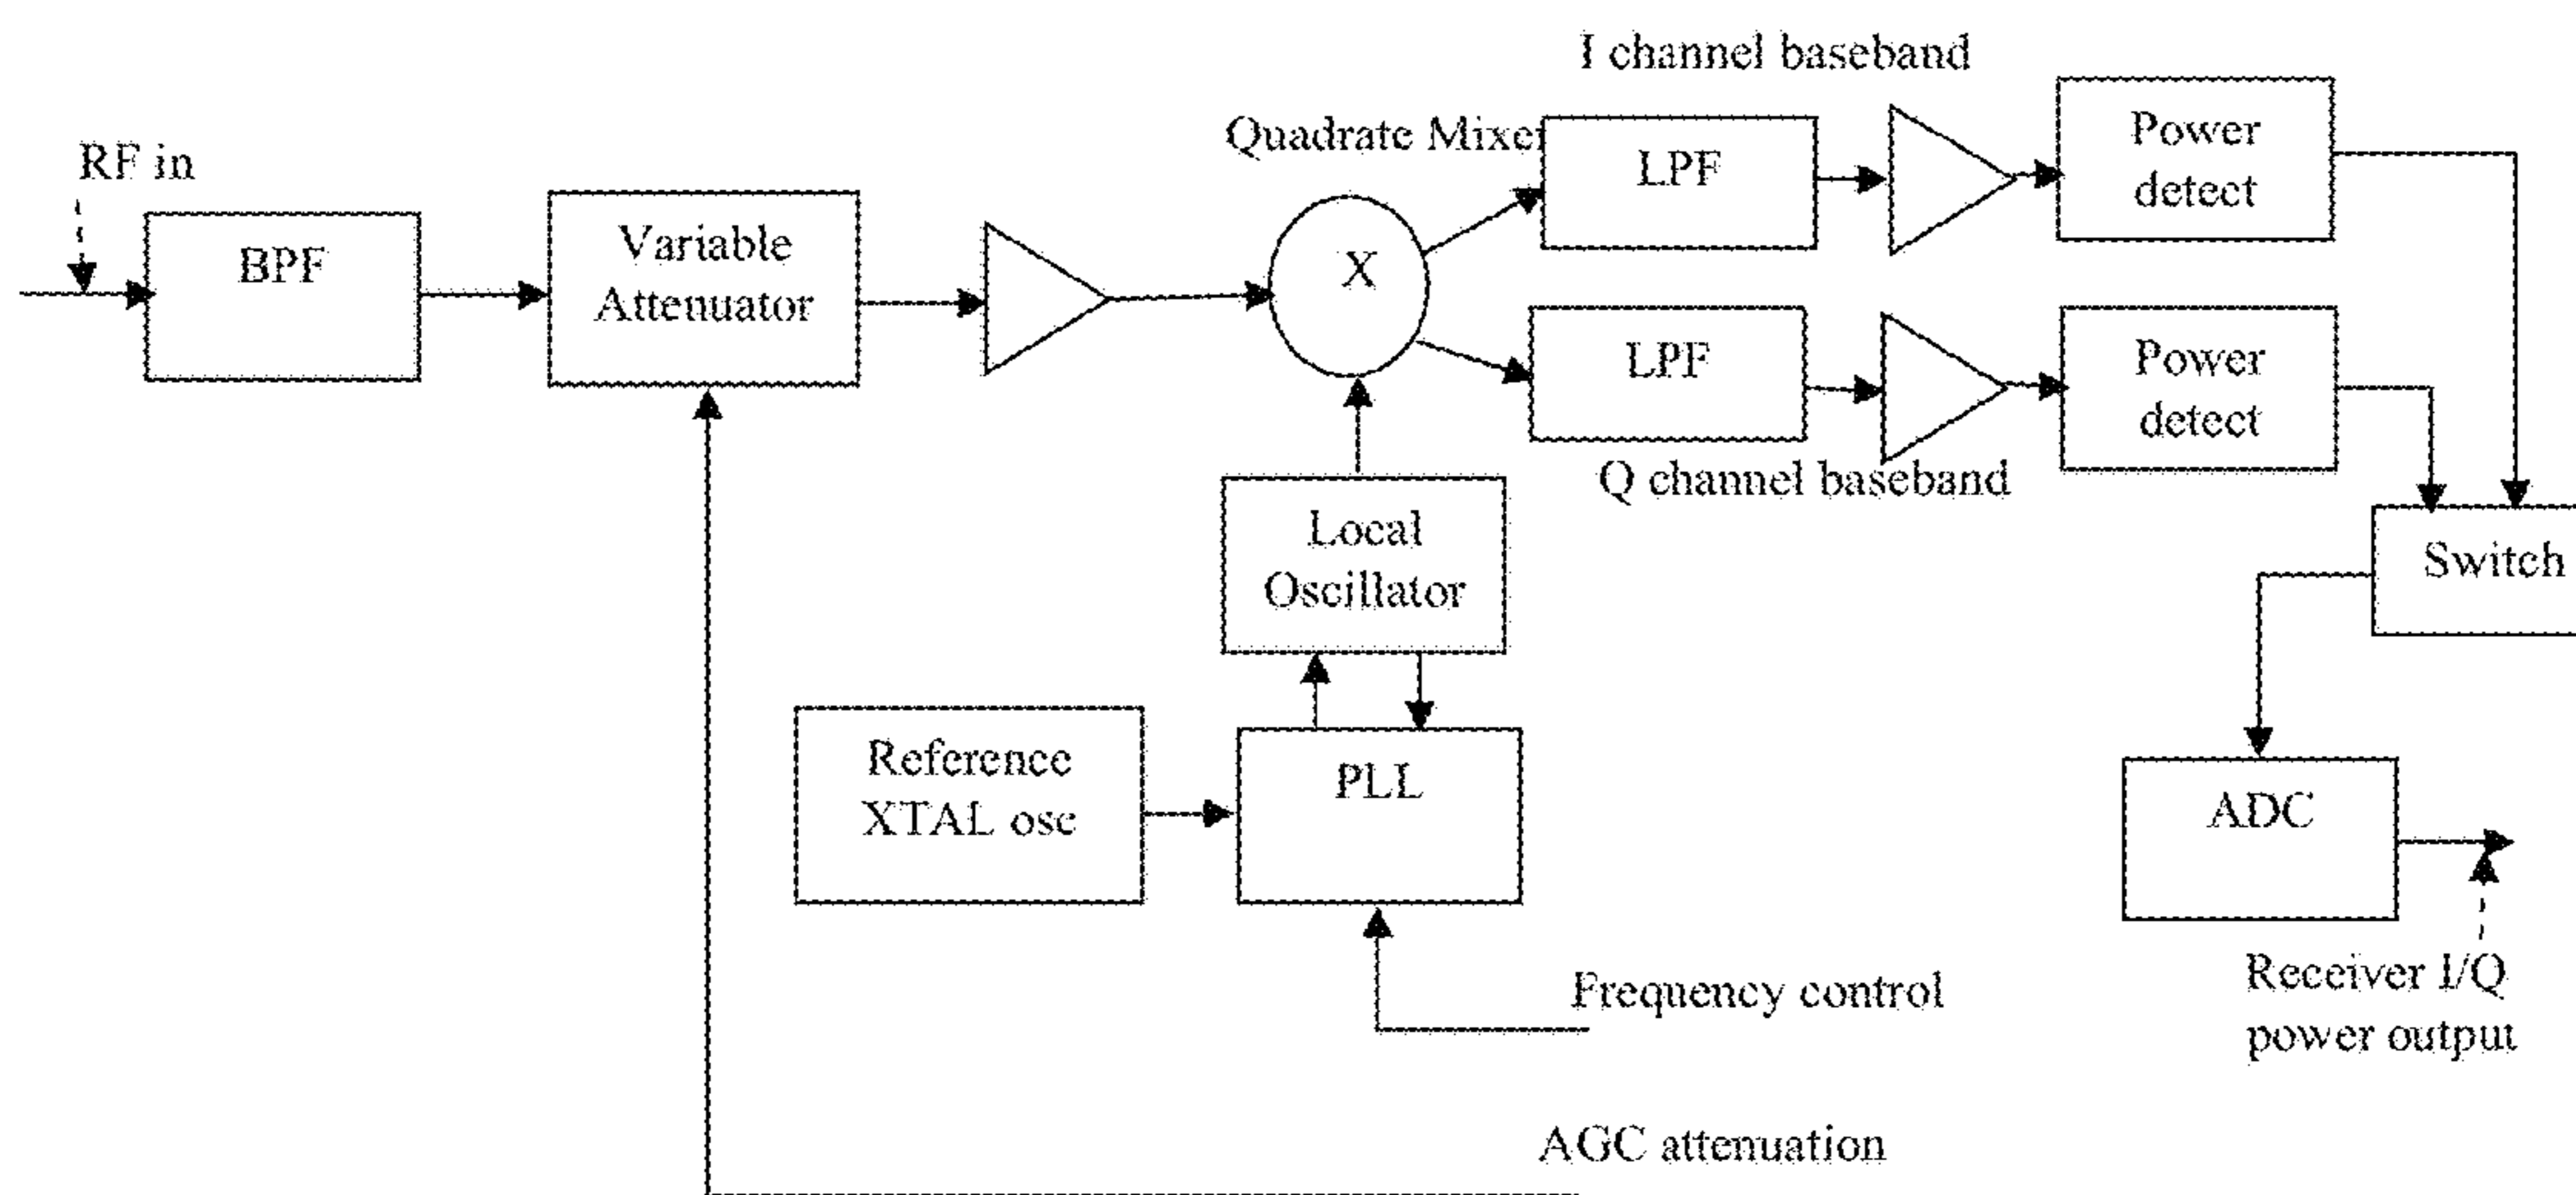 I channel baseband
Quadrate Mixer
RF in
BPF
Variable
Attenuator
X
LPF
Power
detect
LPF
Power
detect
Q channel baseband
Local
Oscillator
Switch
Reference
XTAL osc
PLL
ADC
Frequency control
Receiver I/Q
power output
AGC attenuation